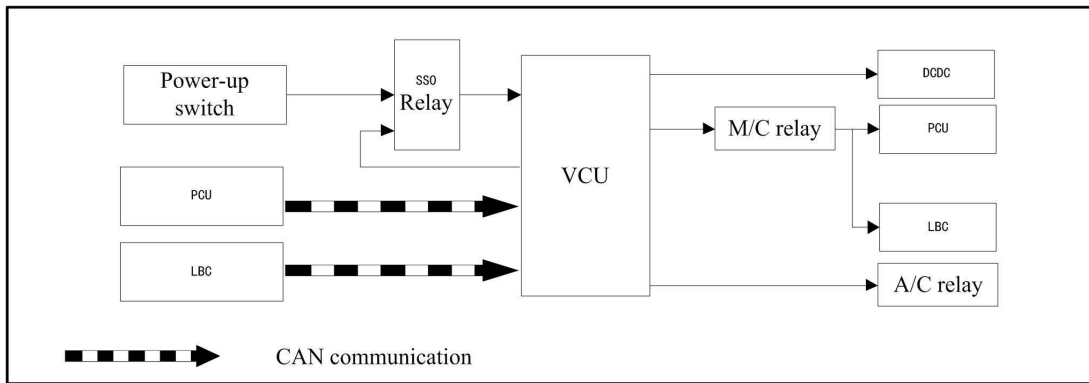 Power-up
switch
SSO
Relay
PCU
LBC
VCU
DCDC
M/C relay
PCU
LBC
A/C relay
CAN communication